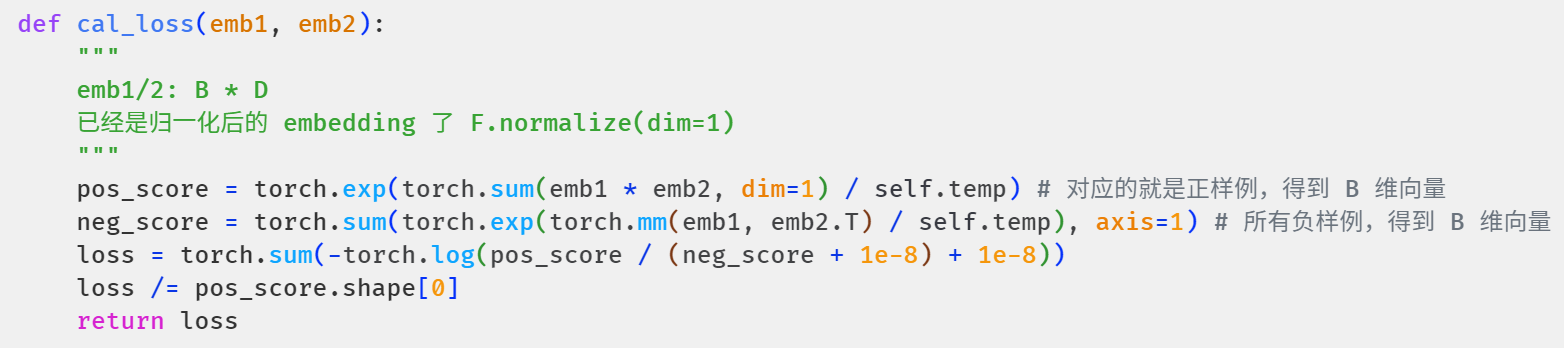 def cal_loss(emb1, emb2):
    """
    emb1/2: B * D
    已经是归一化后的 embedding 了 F.normalize(dim=1)
    """
    pos_score = torch.exp(torch.sum(emb1 * emb2, dim=1) / self.temp) # 对应的就是正样例，得到 B 维向量
    neg_score = torch.sum(torch.exp(torch.mm(emb1, emb2.T) / self.temp), axis=1) # 所有负样例，得到 B 维向量
    loss = torch.sum(-torch.log(pos_score / (neg_score + 1e-8) + 1e-8))
    loss /= pos_score.shape[0]
    return loss